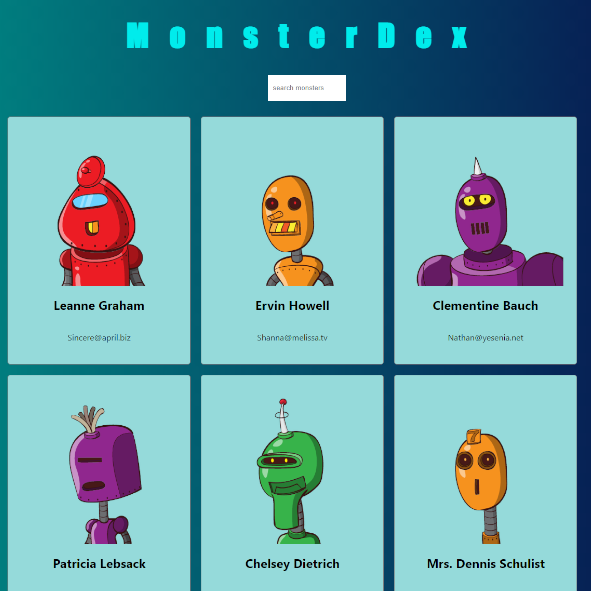 MonsterDex
search monsters
Leanne Graham
Ervin Howell
Clementine Bauch
Sincere@april.biz
Shanna@melissa.tv
Nathan@yesenia.net
7
Patricia Lebsack
Chelsey Dietrich
Mrs. Dennis Schulist